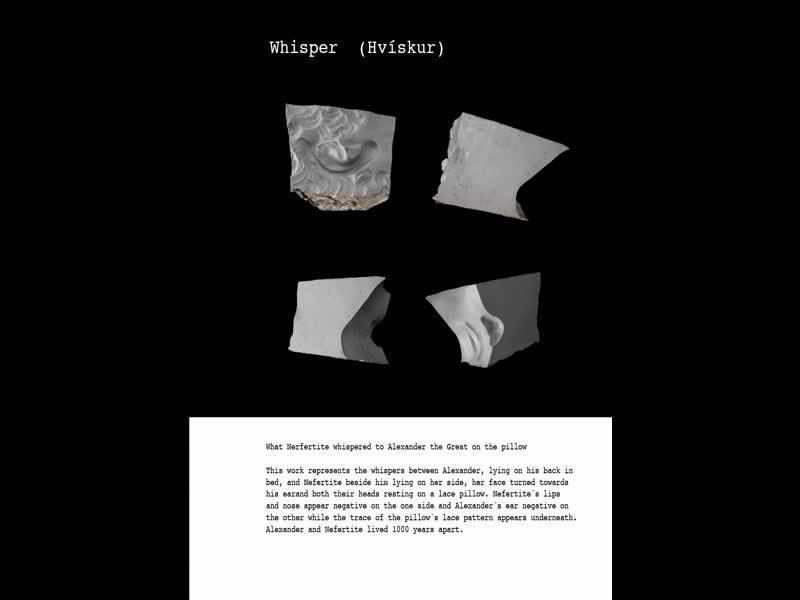 Whisper (Hvískur)
What Nerfertite whispered to Alexander the Great on the pillow
This work represents the whispers between Alexander, lying on his back in
bed, and Nefertite beside him lying on her side, her face turned towards
his earand both their heads resting on a lace pillow. Nefertite´s lips
and nose appear negative on the one side and Alexander´s ear negative on
the other while the trace of the pillow´s lace pattern appears underneath.
Alexander and Nefertite lived 1000 years apart.